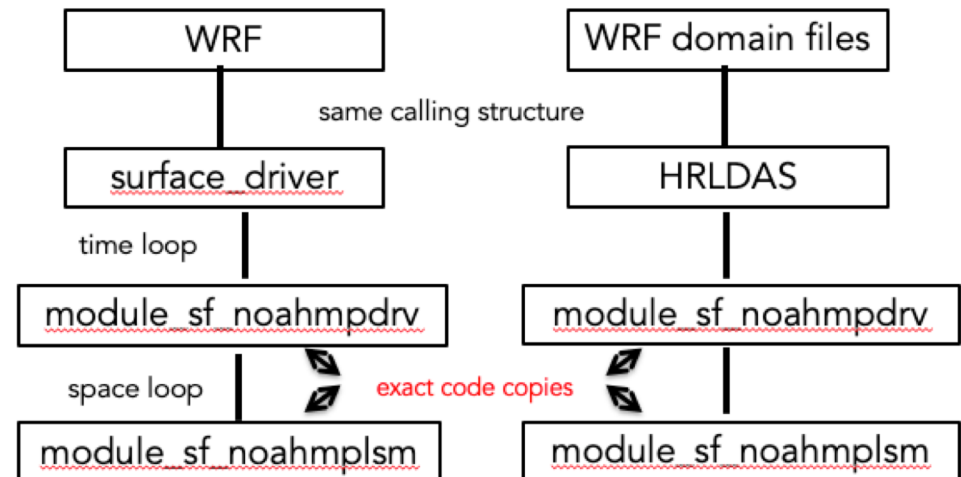 WRF
WRF domain files
same calling structure
surface_driver
HRLDAS
time loop
module_sf_noahmpdrv
module_sf_noahmpdrv
space loop
exact code copies
module_sf_noahmplsm
module_sf_noahmplsm